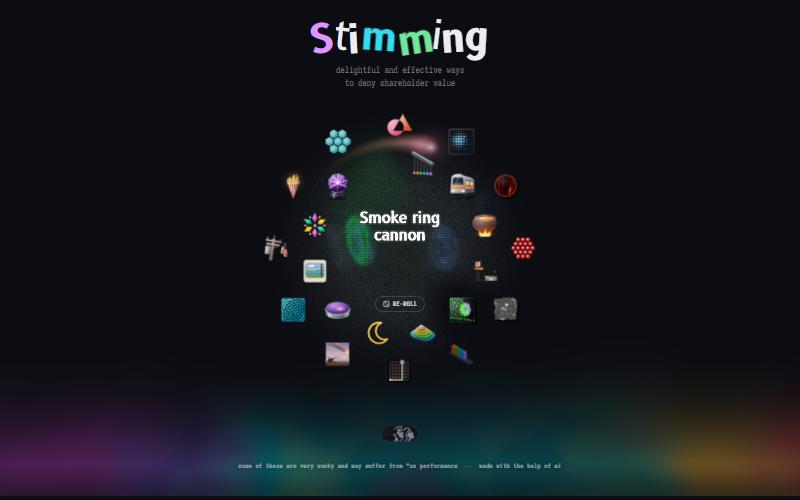 Stimming
delightful and effective ways
to deny shareholder value
Smoke ring
cannon
RE-ROLL
some of these are very wonky and may suffer from "as performance — made with the help of ai